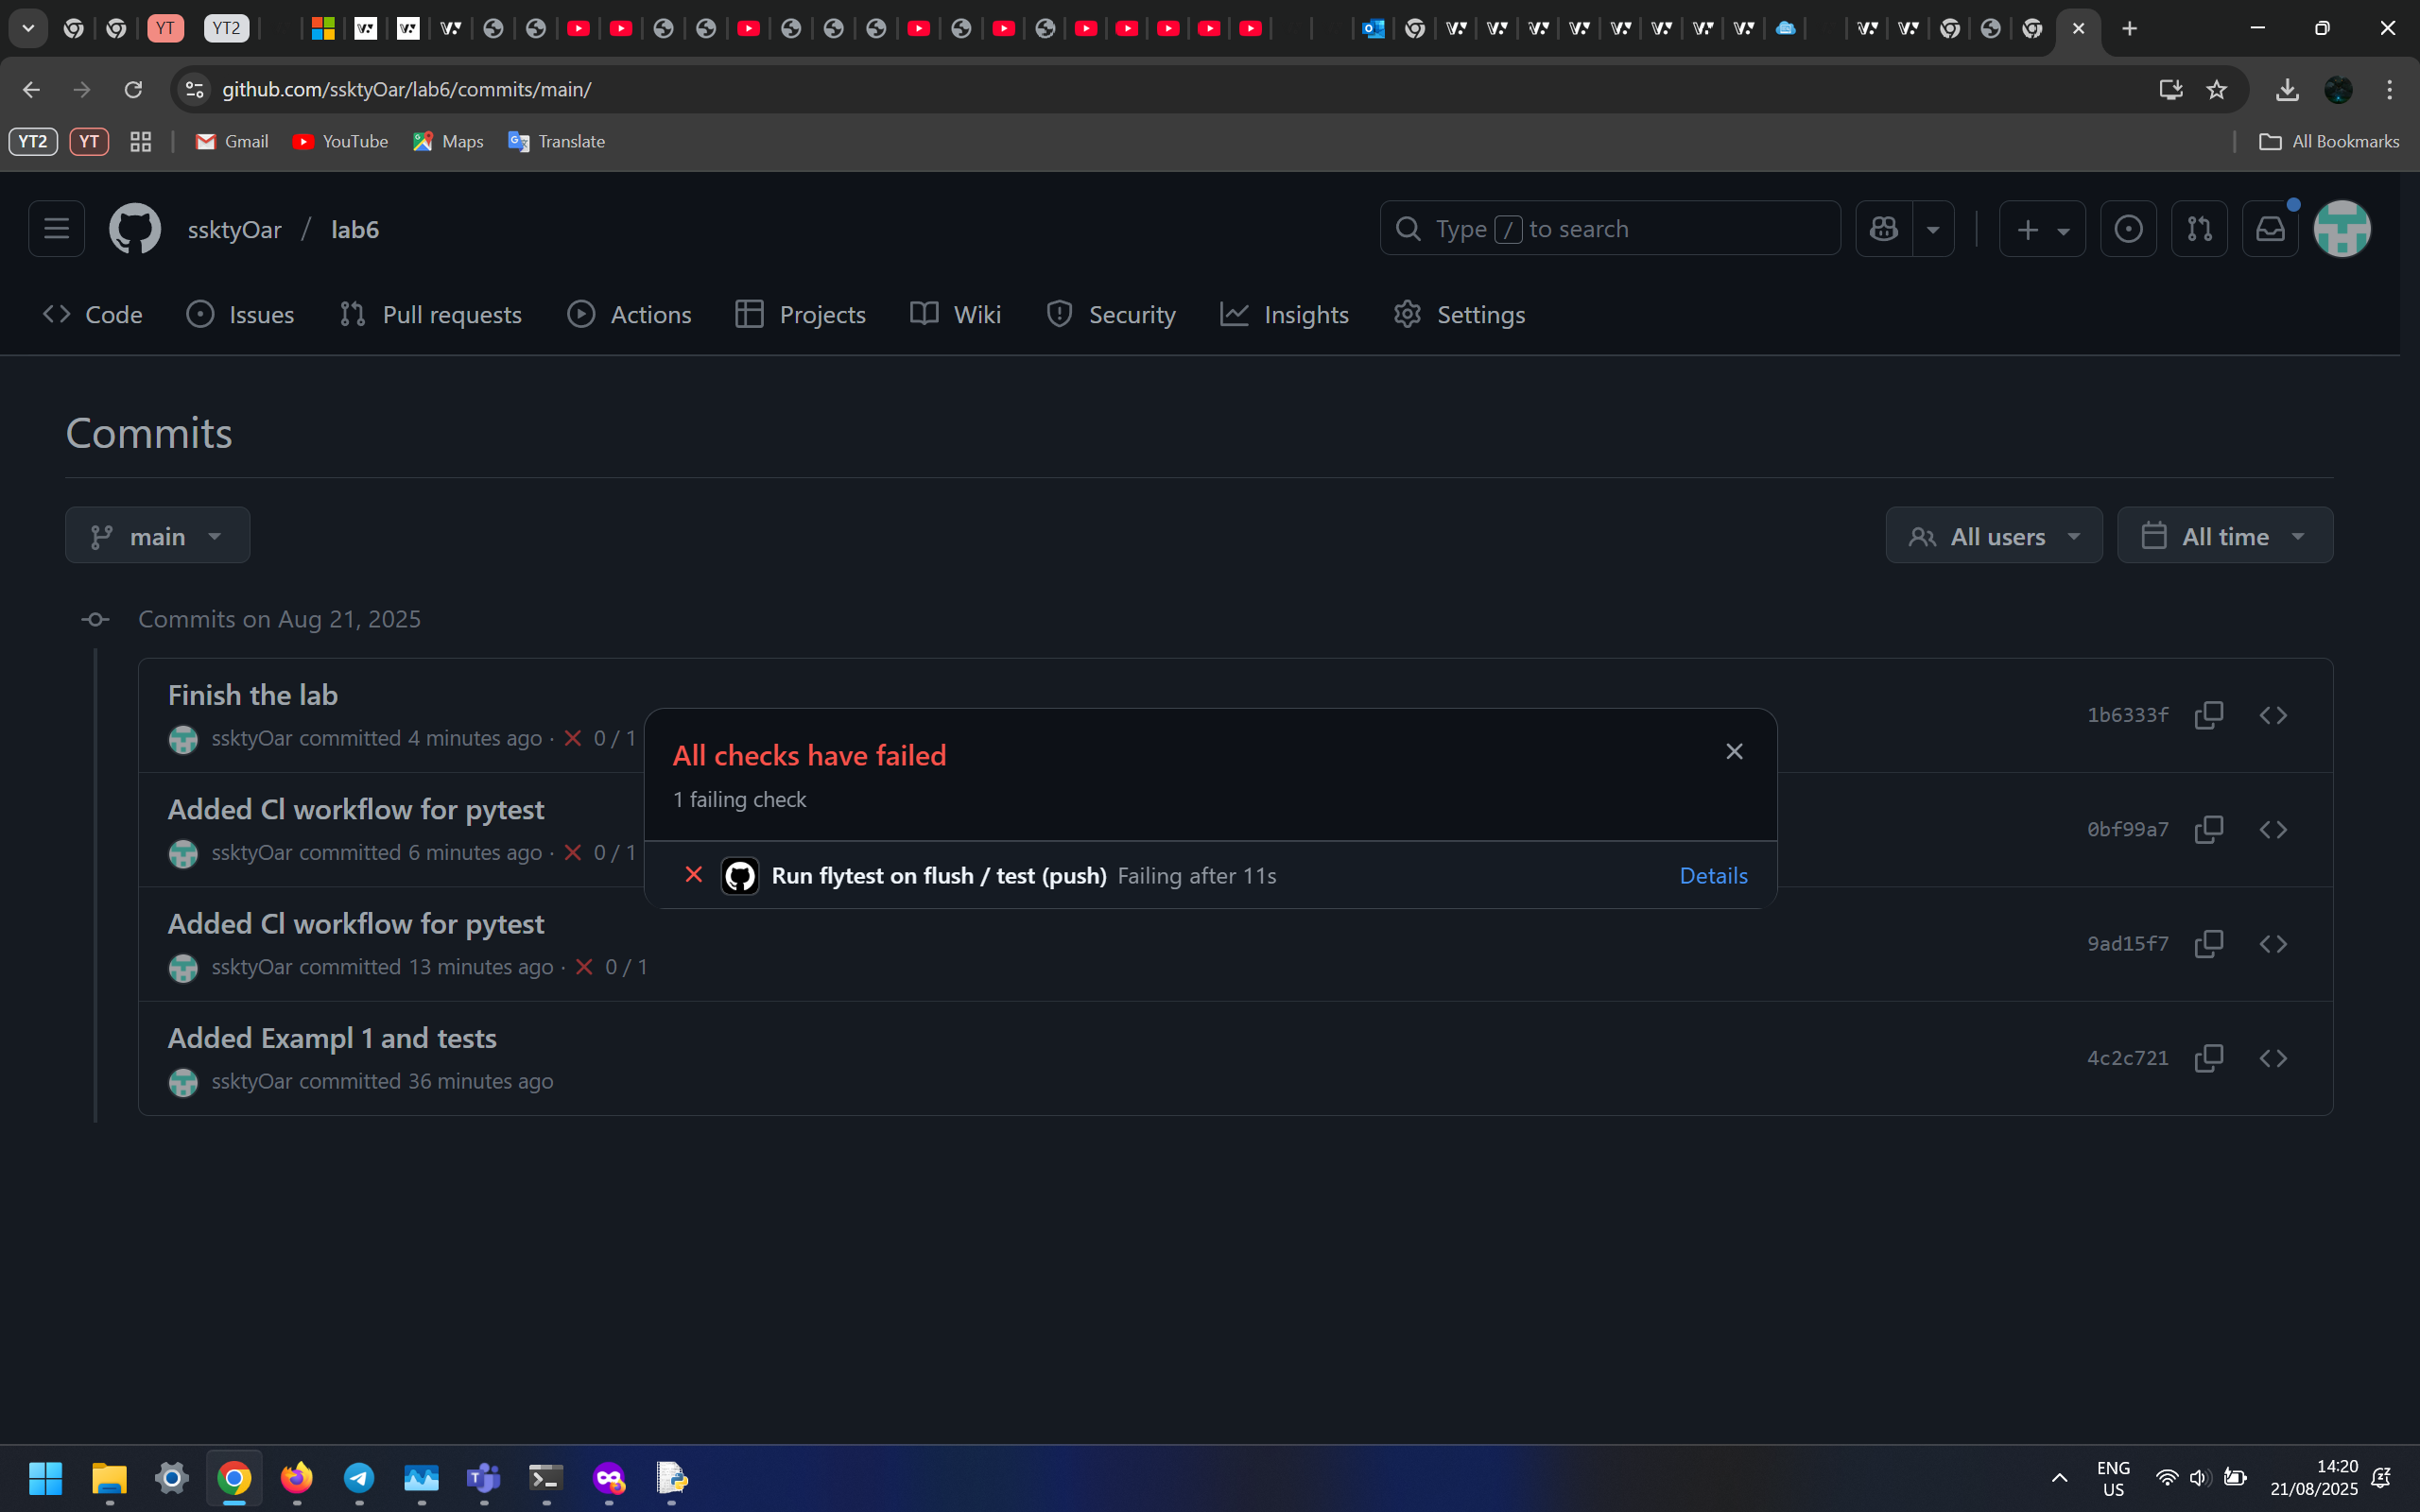 YT
YT2
github.com/ssktyOar/lab6/commits/main/
YT2
YT
Gmail
YouTube
Maps
Translate
All Bookmarks
ssktyOar / lab6
Type / to search
Code
Issues
Pull requests
Actions
Projects
Wiki
Security
Insights
Settings
Commits
main
All users
All time
Commits on Aug 21, 2025
Finish the lab
ssktyOar committed 4 minutes ago · 0 / 1
1b6333f
All checks have failed
1 failing check
Run flytest on flush / test (push) Failing after 11s
Details
Added Cl workflow for pytest
ssktyOar committed 6 minutes ago · 0 / 1
0bf99a7
Added Cl workflow for pytest
ssktyOar committed 13 minutes ago · 0 / 1
9ad15f7
Added Exampl 1 and tests
ssktyOar committed 36 minutes ago
4c2c721
ENG
US
14:20
21/08/2025